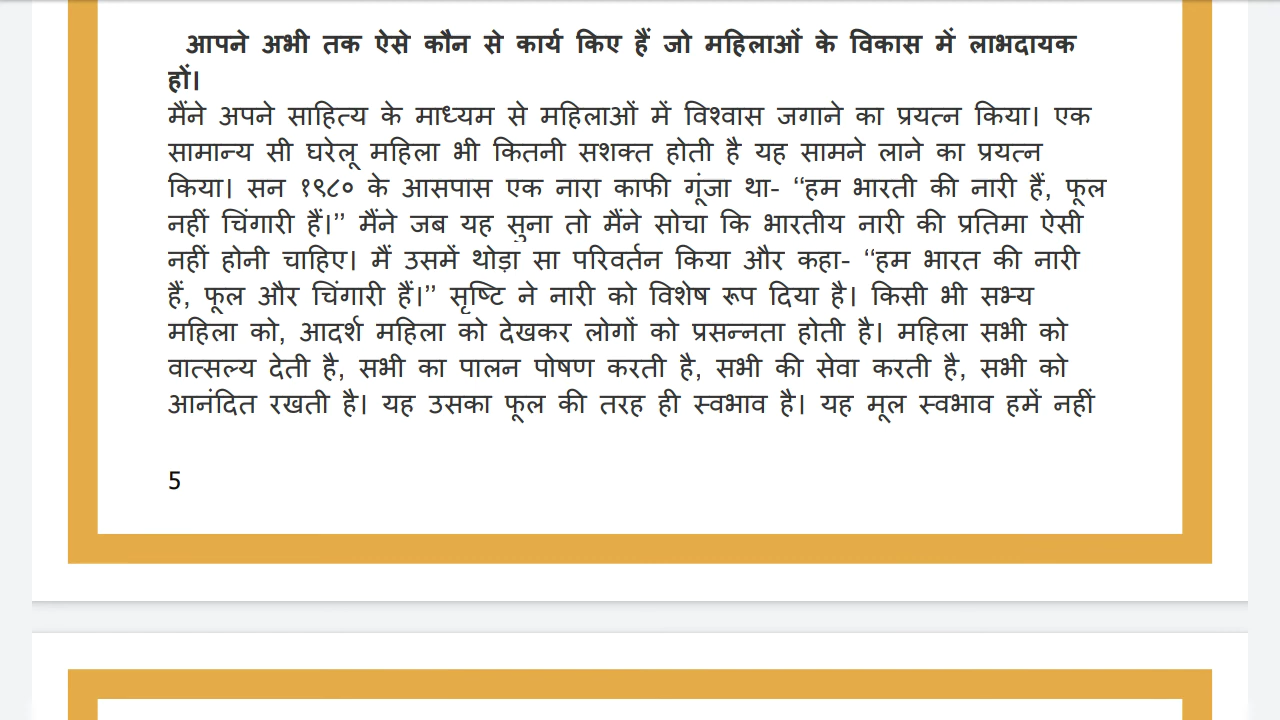 आपने अभी तक ऐसे कौन से कार्य किए हैं जो महिलाओं के विकास में लाभदायक
हों।
मैंने अपने साहित्य के माध्यम से महिलाओं में विश्वास जगाने का प्रयत्न किया। एक
सामान्य सी घरेलू महिला भी कितनी सशक्त होती है यह सामने लाने का प्रयत्न
किया। सन १९८० के आसपास एक नारा काफी गूंजा था- “हम भारती की नारी हैं, फूल
नहीं चिंगारी हैं।” मैंने जब यह सुना तो मैंने सोचा कि भारतीय नारी की प्रतिमा ऐसी
नहीं होनी चाहिए। मैं उसमें थोड़ा सा परिवर्तन किया और कहा- “हम भारत की नारी
हैं, फूल और चिंगारी हैं।” सृष्टि ने नारी को विशेष रूप दिया है। किसी भी सभ्य
महिला को, आदर्श महिला को देखकर लोगों को प्रसन्नता होती है। महिला सभी को
वात्सल्य देती है, सभी का पालन पोषण करती है, सभी की सेवा करती है, सभी को
आनंदित रखती है। यह उसका फूल की तरह ही स्वभाव है। यह मूल स्वभाव हमें नहीं
5